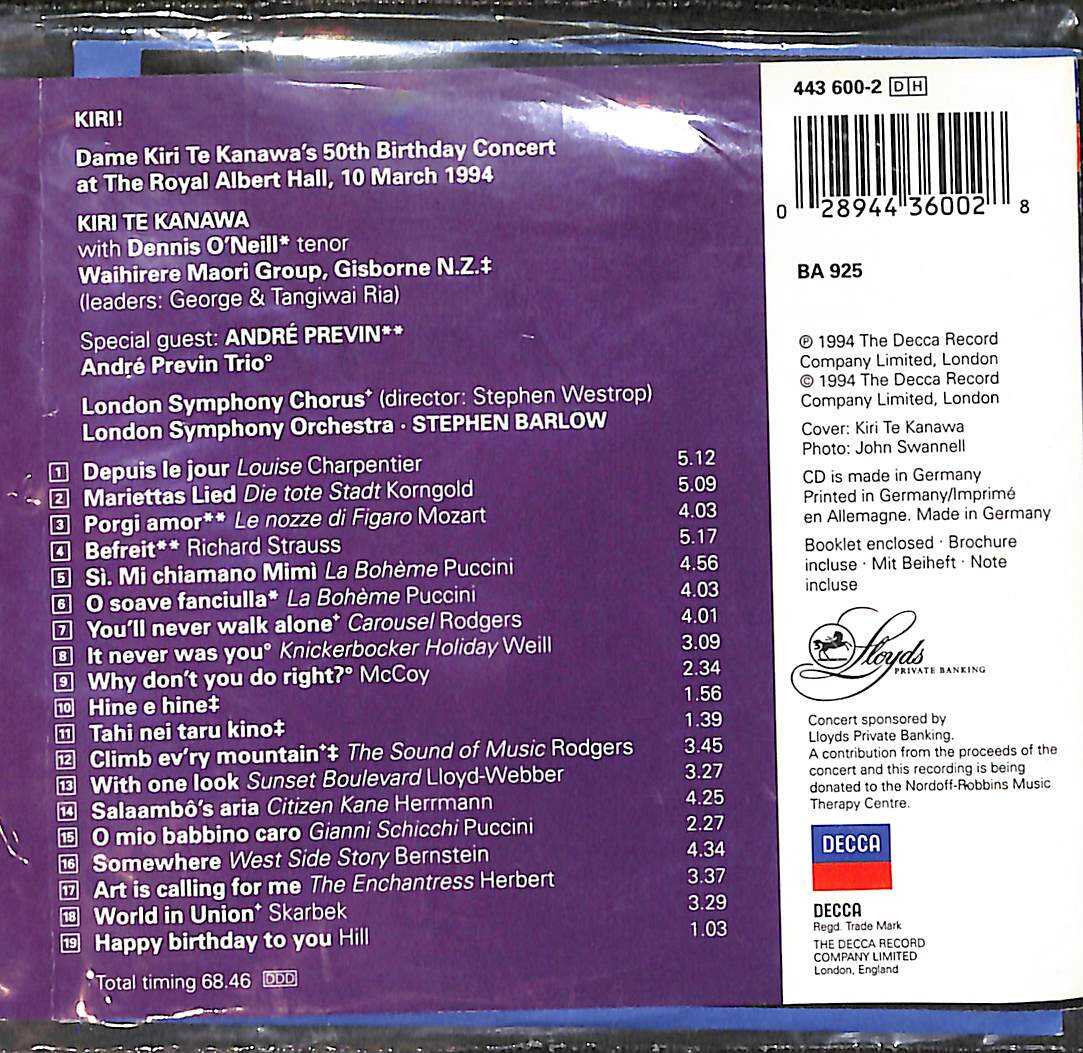 KIRI!
Dame Kiri Te Kanawa's 50th Birthday Concert
at The Royal Albert Hall, 10 March 1994
KIRI TE KANAWA
with Dennis O'Neill* tenor
Waihirere Maori Group, Gisborne N.Z.‡
(leaders: George & Tangiwai Ria)
Special guest: ANDRÉ PREVIN**
André Previn Trio°
London Symphony Chorus⁺ (director: Stephen Westrop)
London Symphony Orchestra · STEPHEN BARLOW
1 Depuis le jour Louise Charpentier 5.12
2 Mariettas Lied Die tote Stadt Korngold 5.09
3 Porgi amor** Le nozze di Figaro Mozart 4.03
4 Befreit** Richard Strauss 5.17
5 Sì. Mi chiamano Mimì La Bohème Puccini 4.56
6 O soave fanciulla* La Bohème Puccini 4.03
7 You'll never walk alone⁺ Carousel Rodgers 4.01
8 It never was you° Knickerbocker Holiday Weill 3.09
9 Why don't you do right?° McCoy 2.34
10 Hine e hine‡ 1.56
11 Tahi nei taru kino‡ 1.39
12 Climb ev'ry mountain⁺‡ The Sound of Music Rodgers 3.45
13 With one look Sunset Boulevard Lloyd-Webber 3.27
14 Salaambô's aria Citizen Kane Herrmann 4.25
15 O mio babbino caro Gianni Schicchi Puccini 2.27
16 Somewhere West Side Story Bernstein 4.34
17 Art is calling for me The Enchantress Herbert 3.37
18 World in Union⁺ Skarbek 3.29
19 Happy birthday to you Hill 1.03
Total timing 68.46 DDD
443 600-2 DH
0 28944 36002 8
BA 925
℗ 1994 The Decca Record
Company Limited, London
© 1994 The Decca Record
Company Limited, London
Cover: Kiri Te Kanawa
Photo: John Swannell
CD is made in Germany
Printed in Germany/Imprimé
en Allemagne. Made in Germany
Booklet enclosed · Brochure
incluse · Mit Beiheft · Note
incluse
Lloyds
PRIVATE BANKING
Concert sponsored by
Lloyds Private Banking.
A contribution from the proceeds of the
concert and this recording is being
donated to the Nordoff-Robbins Music
Therapy Centre.
DECCA
DECCA
Regd. Trade Mark
THE DECCA RECORD
COMPANY LIMITED
London, England